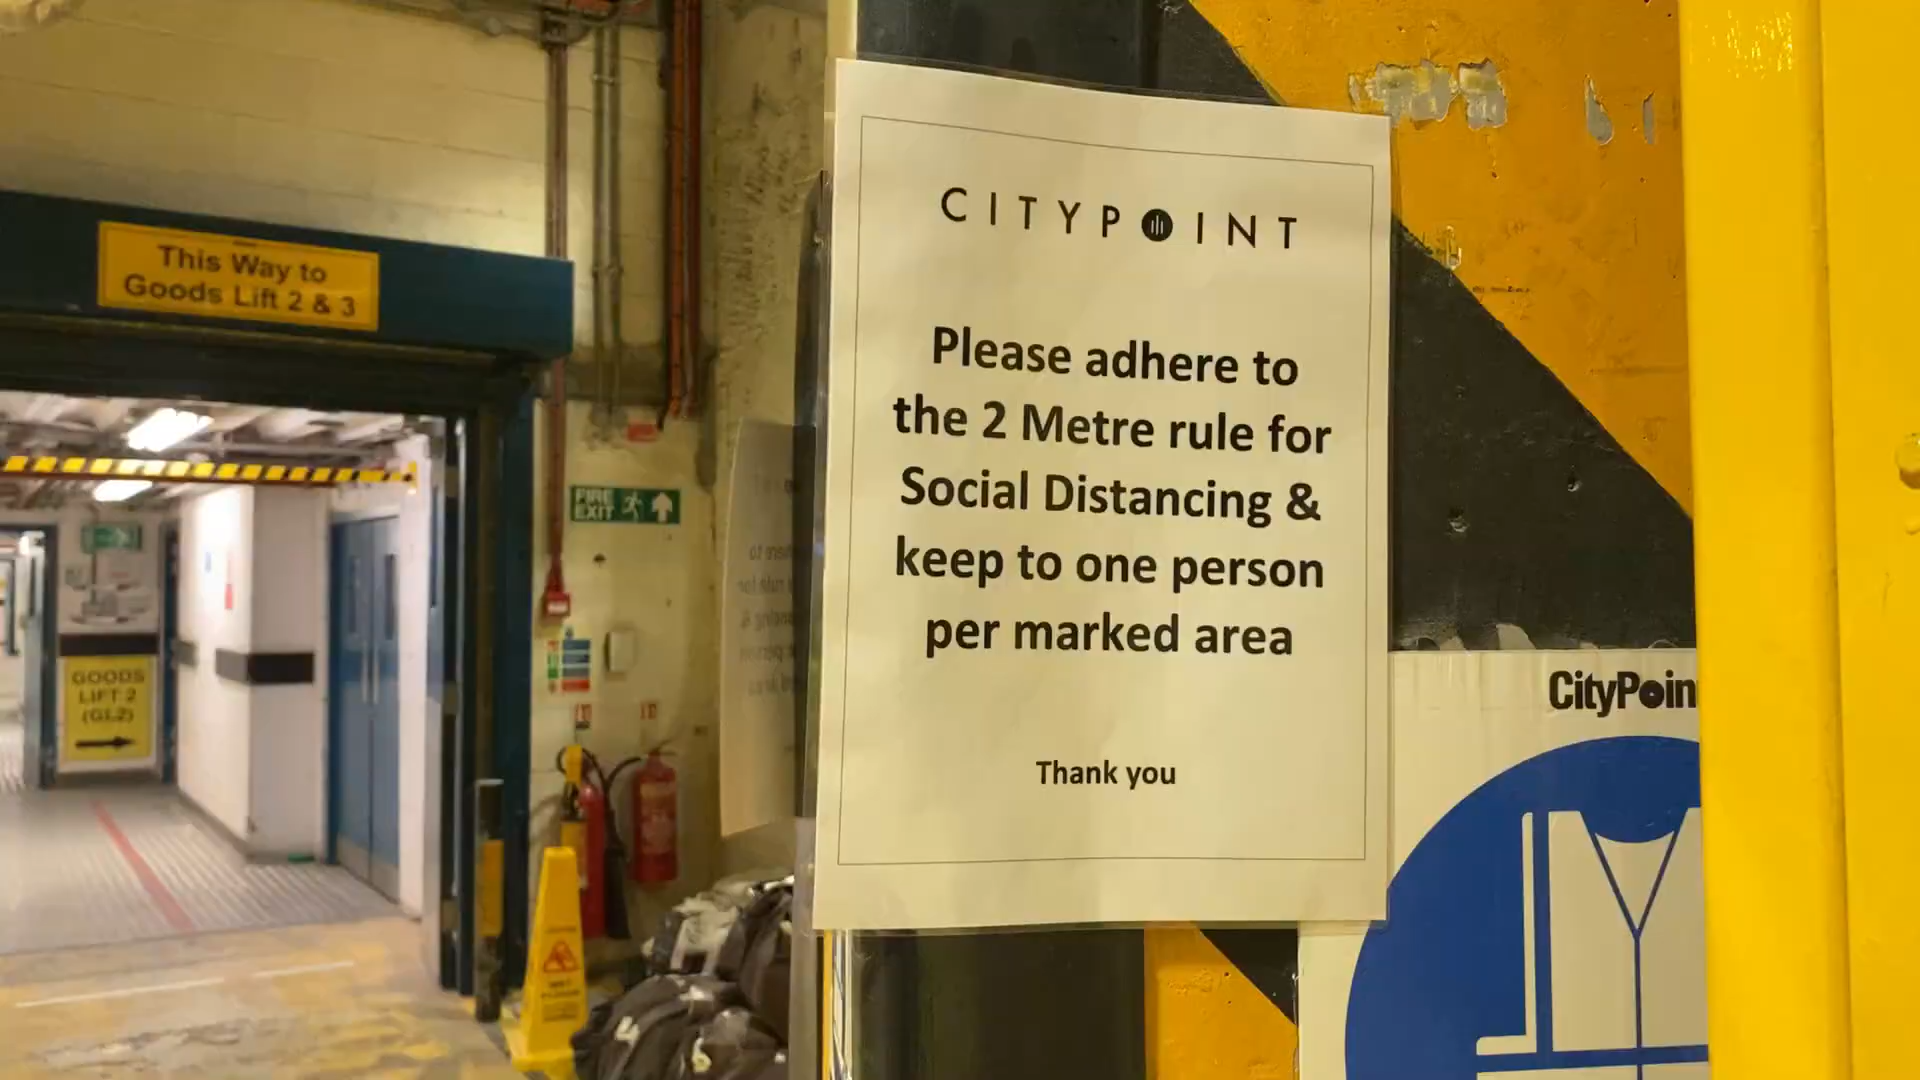 This Way to
Goods Lift 2 & 3
FIRE
EXIT
GOODS
LIFT 2
(GL2)
CITYPOINT
Please adhere to
the 2 Metre rule for
Social Distancing &
keep to one person
per marked area
Thank you
CityPoin